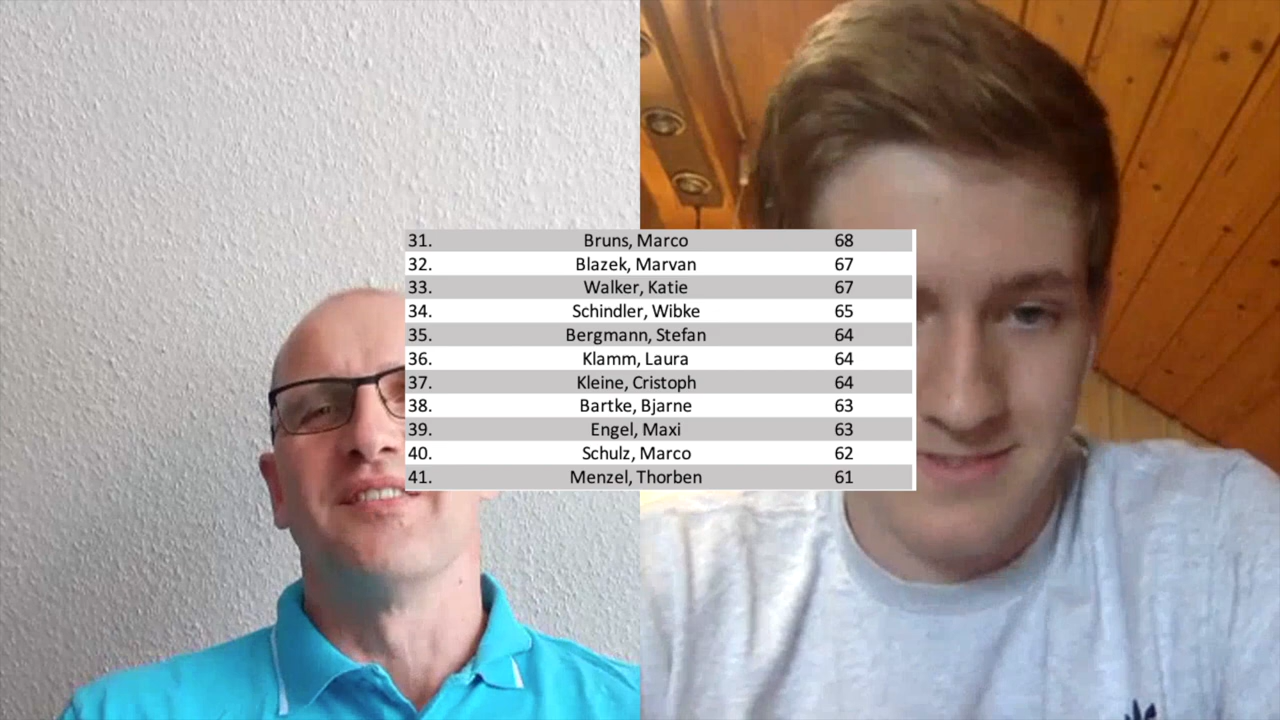 31. Bruns, Marco 68
32. Blazek, Marvan 67
33. Walker, Katie 67
34. Schindler, Wibke 65
35. Bergmann, Stefan 64
36. Klamm, Laura 64
37. Kleine, Cristoph 64
38. Bartke, Bjarne 63
39. Engel, Maxi 63
40. Schulz, Marco 62
41. Menzel, Thorben 61